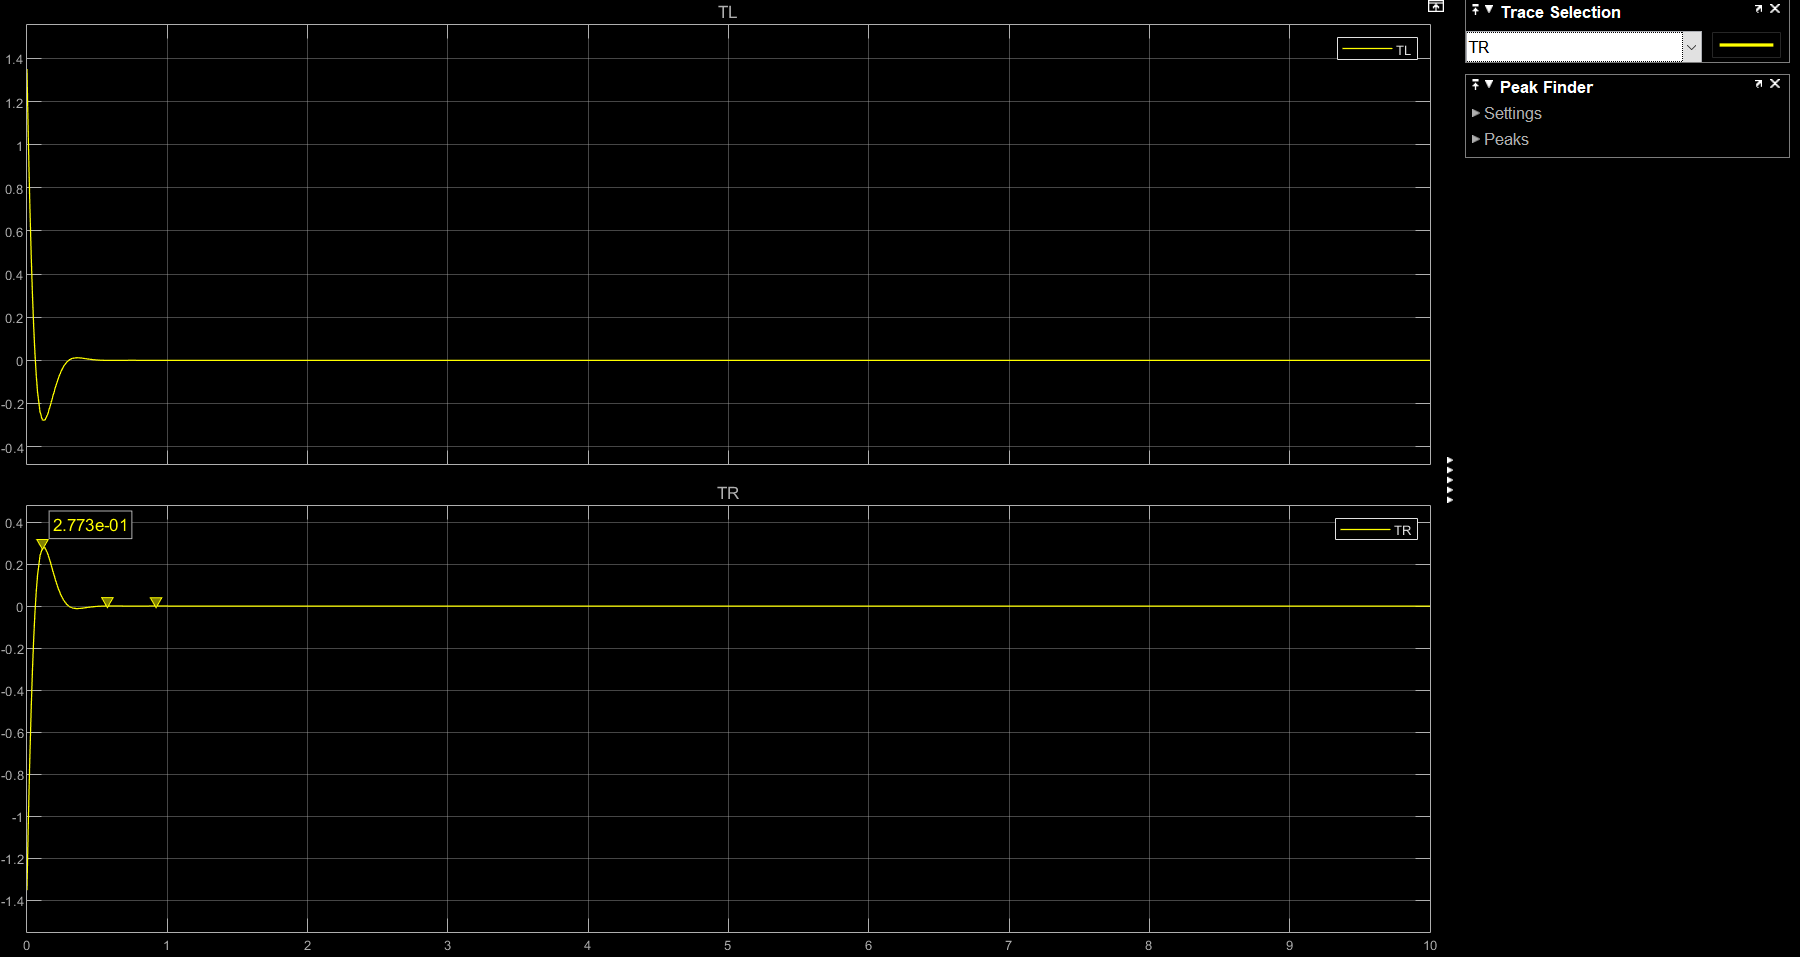 TL
1.4
1.2
1
0.8
0.6
0.4
0.2
0
-0.2
-0.4
TL
TR
0.4
0.2
0
-0.2
-0.4
-0.6
-0.8
-1
-1.2
-1.4
2.773e-01
TR
0 1 2 3 4 5 6 7 8 9 10
Trace Selection
TR
Peak Finder
Settings
Peaks